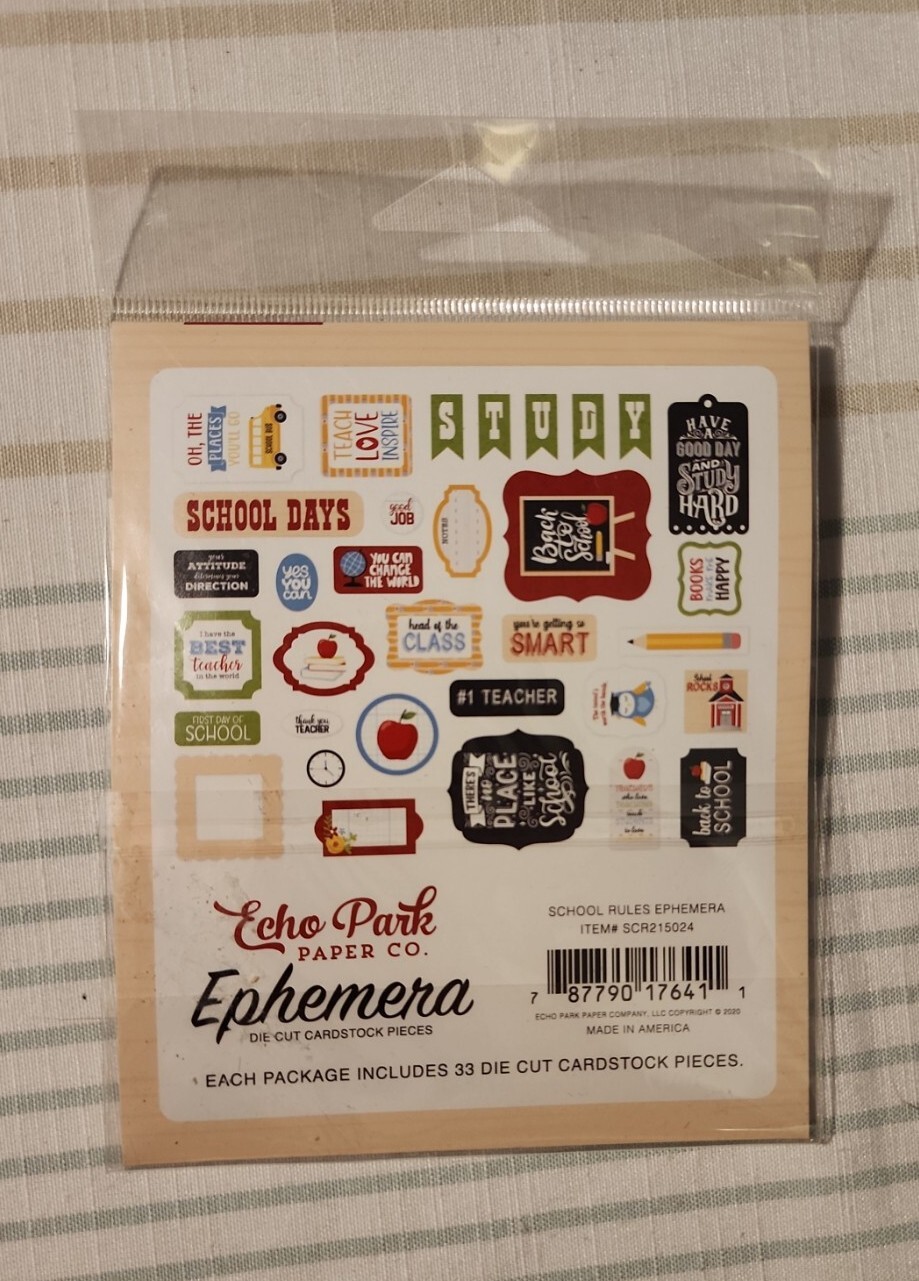 OH, THE
PLACES
YOU'LL GO
SCHOOL BUS
TEACH
LOVE
INSPIRE
STUDY
HAVE
A
GOOD DAY
AND
STUDY
HARD
SCHOOL DAYS
good
JOB
NOTES
Back
to
School
your
ATTITUDE
determines your
DIRECTION
yes
YOU
can
YOU CAN
CHANGE
THE WORLD
BOOKS
make me
HAPPY
I have the
BEST
teacher
in the world
head of the
CLASS
you're getting so
SMART
#1 TEACHER
School
ROCKS
FIRST DAY OF
SCHOOL
thank you
TEACHER
THERE'S
no
PLACE
LIKE
School
who love
teach
to love
back to
SCHOOL
Echo Park
PAPER CO.
Ephemera
DIE CUT CARDSTOCK PIECES
SCHOOL RULES EPHEMERA
ITEM# SCR215024
7 87790 17641 1
ECHO PARK PAPER COMPANY, LLC COPYRIGHT © 2020
MADE IN AMERICA
EACH PACKAGE INCLUDES 33 DIE CUT CARDSTOCK PIECES.